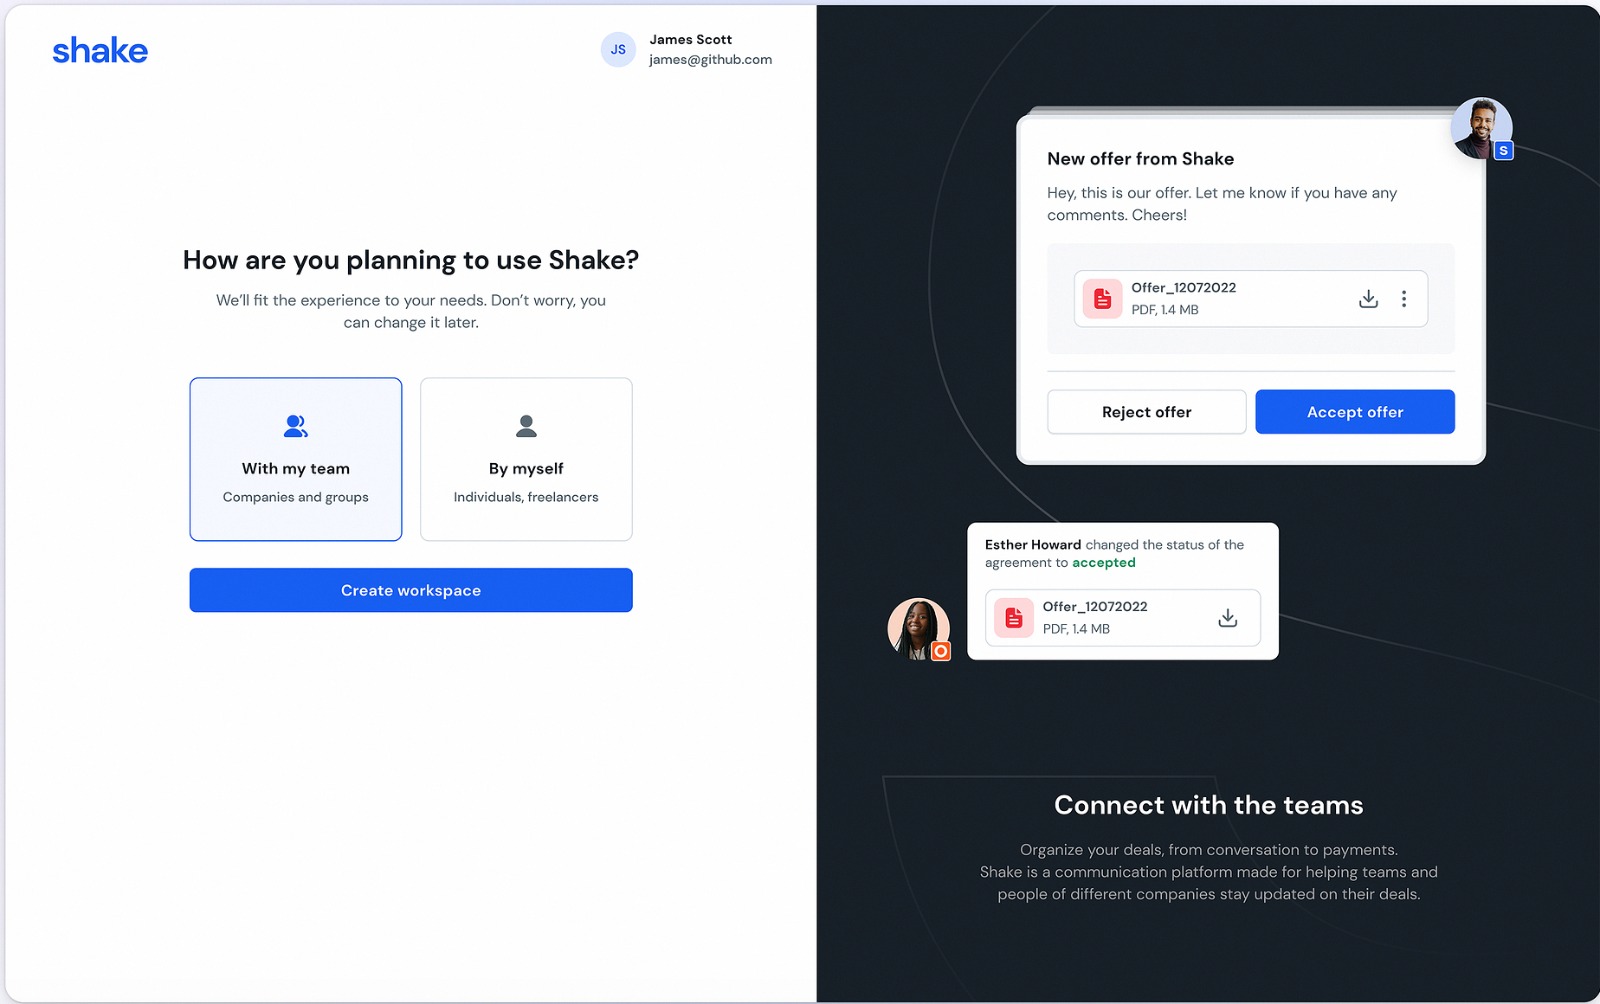 shake
JS
James Scott
james@github.com
How are you planning to use Shake?
We’ll fit the experience to your needs. Don’t worry, you
can change it later.
With my team
Companies and groups
By myself
Individuals, freelancers
Create workspace
New offer from Shake
S
Hey, this is our offer. Let me know if you have any
comments. Cheers!
Offer_12072022
PDF, 1.4 MB
Reject offer
Accept offer
Esther Howard changed the status of the
agreement to accepted
Offer_12072022
PDF, 1.4 MB
Connect with the teams
Organize your deals, from conversation to payments.
Shake is a communication platform made for helping teams and
people of different companies stay updated on their deals.